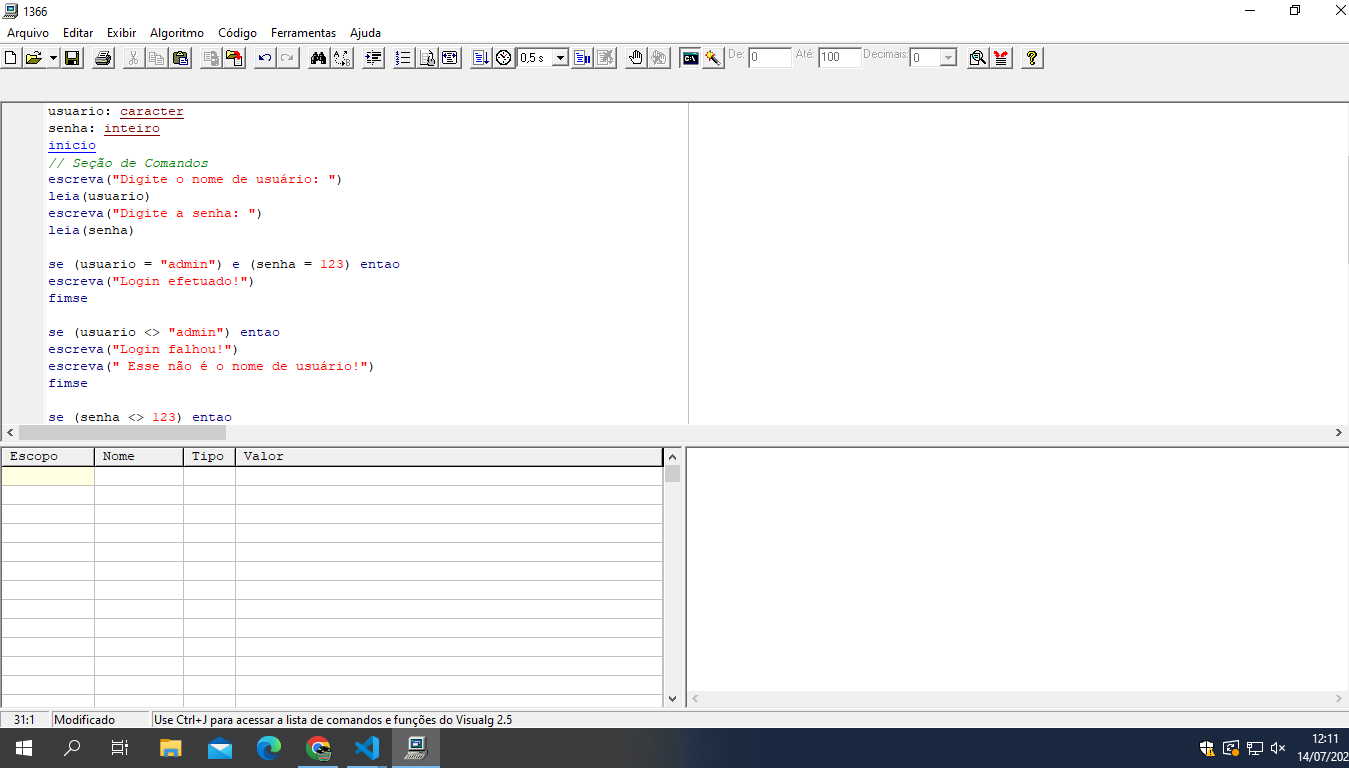 1366
Arquivo Editar Exibir Algoritmo Código Ferramentas Ajuda
0,5 s C:\ De: 0 Até: 100 Decimais: 0
usuario: caracter
senha: inteiro
inicio
// Seção de Comandos
escreva("Digite o nome de usuário: ")
leia(usuario)
escreva("Digite a senha: ")
leia(senha)
se (usuario = "admin") e (senha = 123) entao
escreva("Login efetuado!")
fimse
se (usuario <> "admin") entao
escreva("Login falhou!")
escreva(" Esse não é o nome de usuário!")
fimse
se (senha <> 123) entao
Escopo Nome Tipo Valor
31:1 Modificado Use Ctrl+J para acessar a lista de comandos e funções do Visualg 2.5
12:11
14/07/202